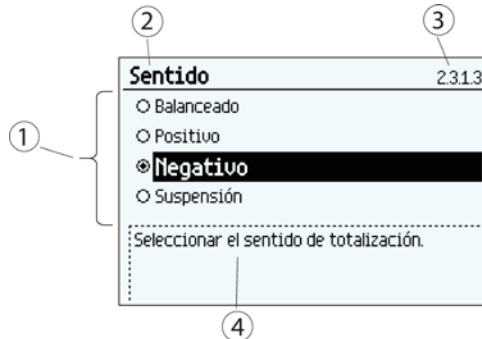 2 3
Sentido 2.3.1.3
1
Balanceado
Positivo
Negativo
Suspensión
Seleccionar el sentido de totalización.
4